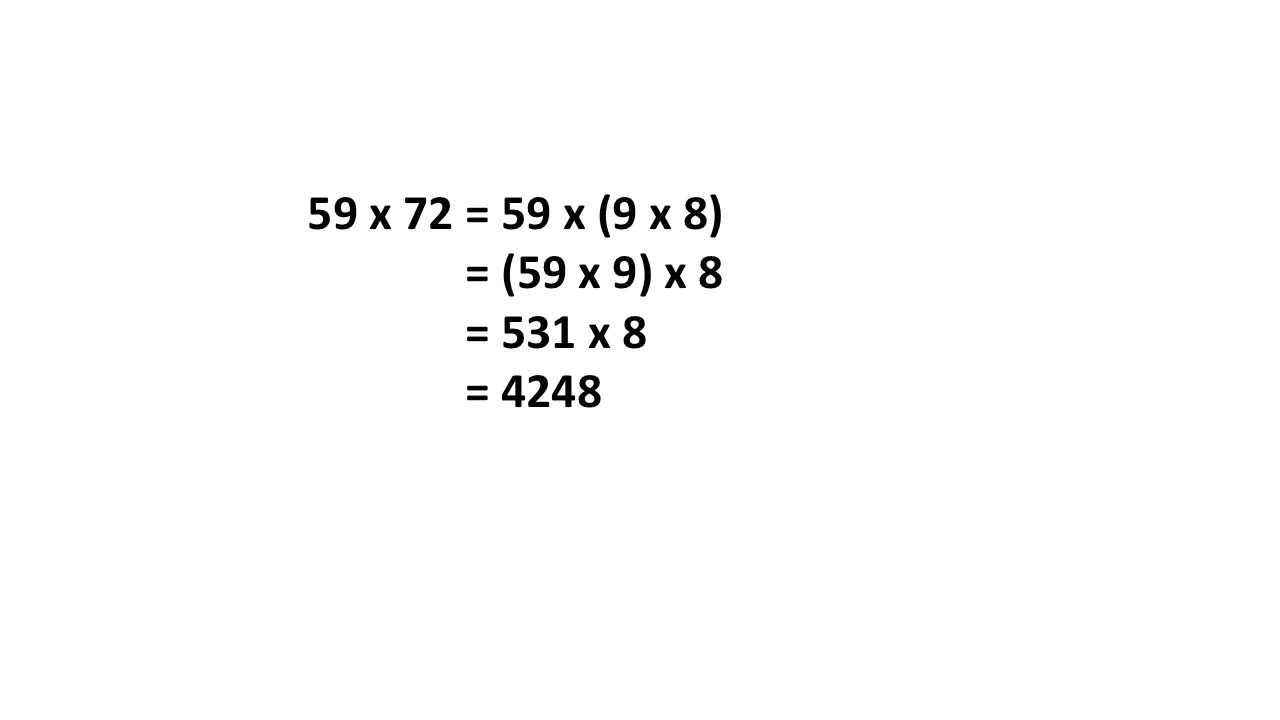 59 x 72 = 59 x (9 x 8)
= (59 x 9) x 8
= 531 x 8
= 4248